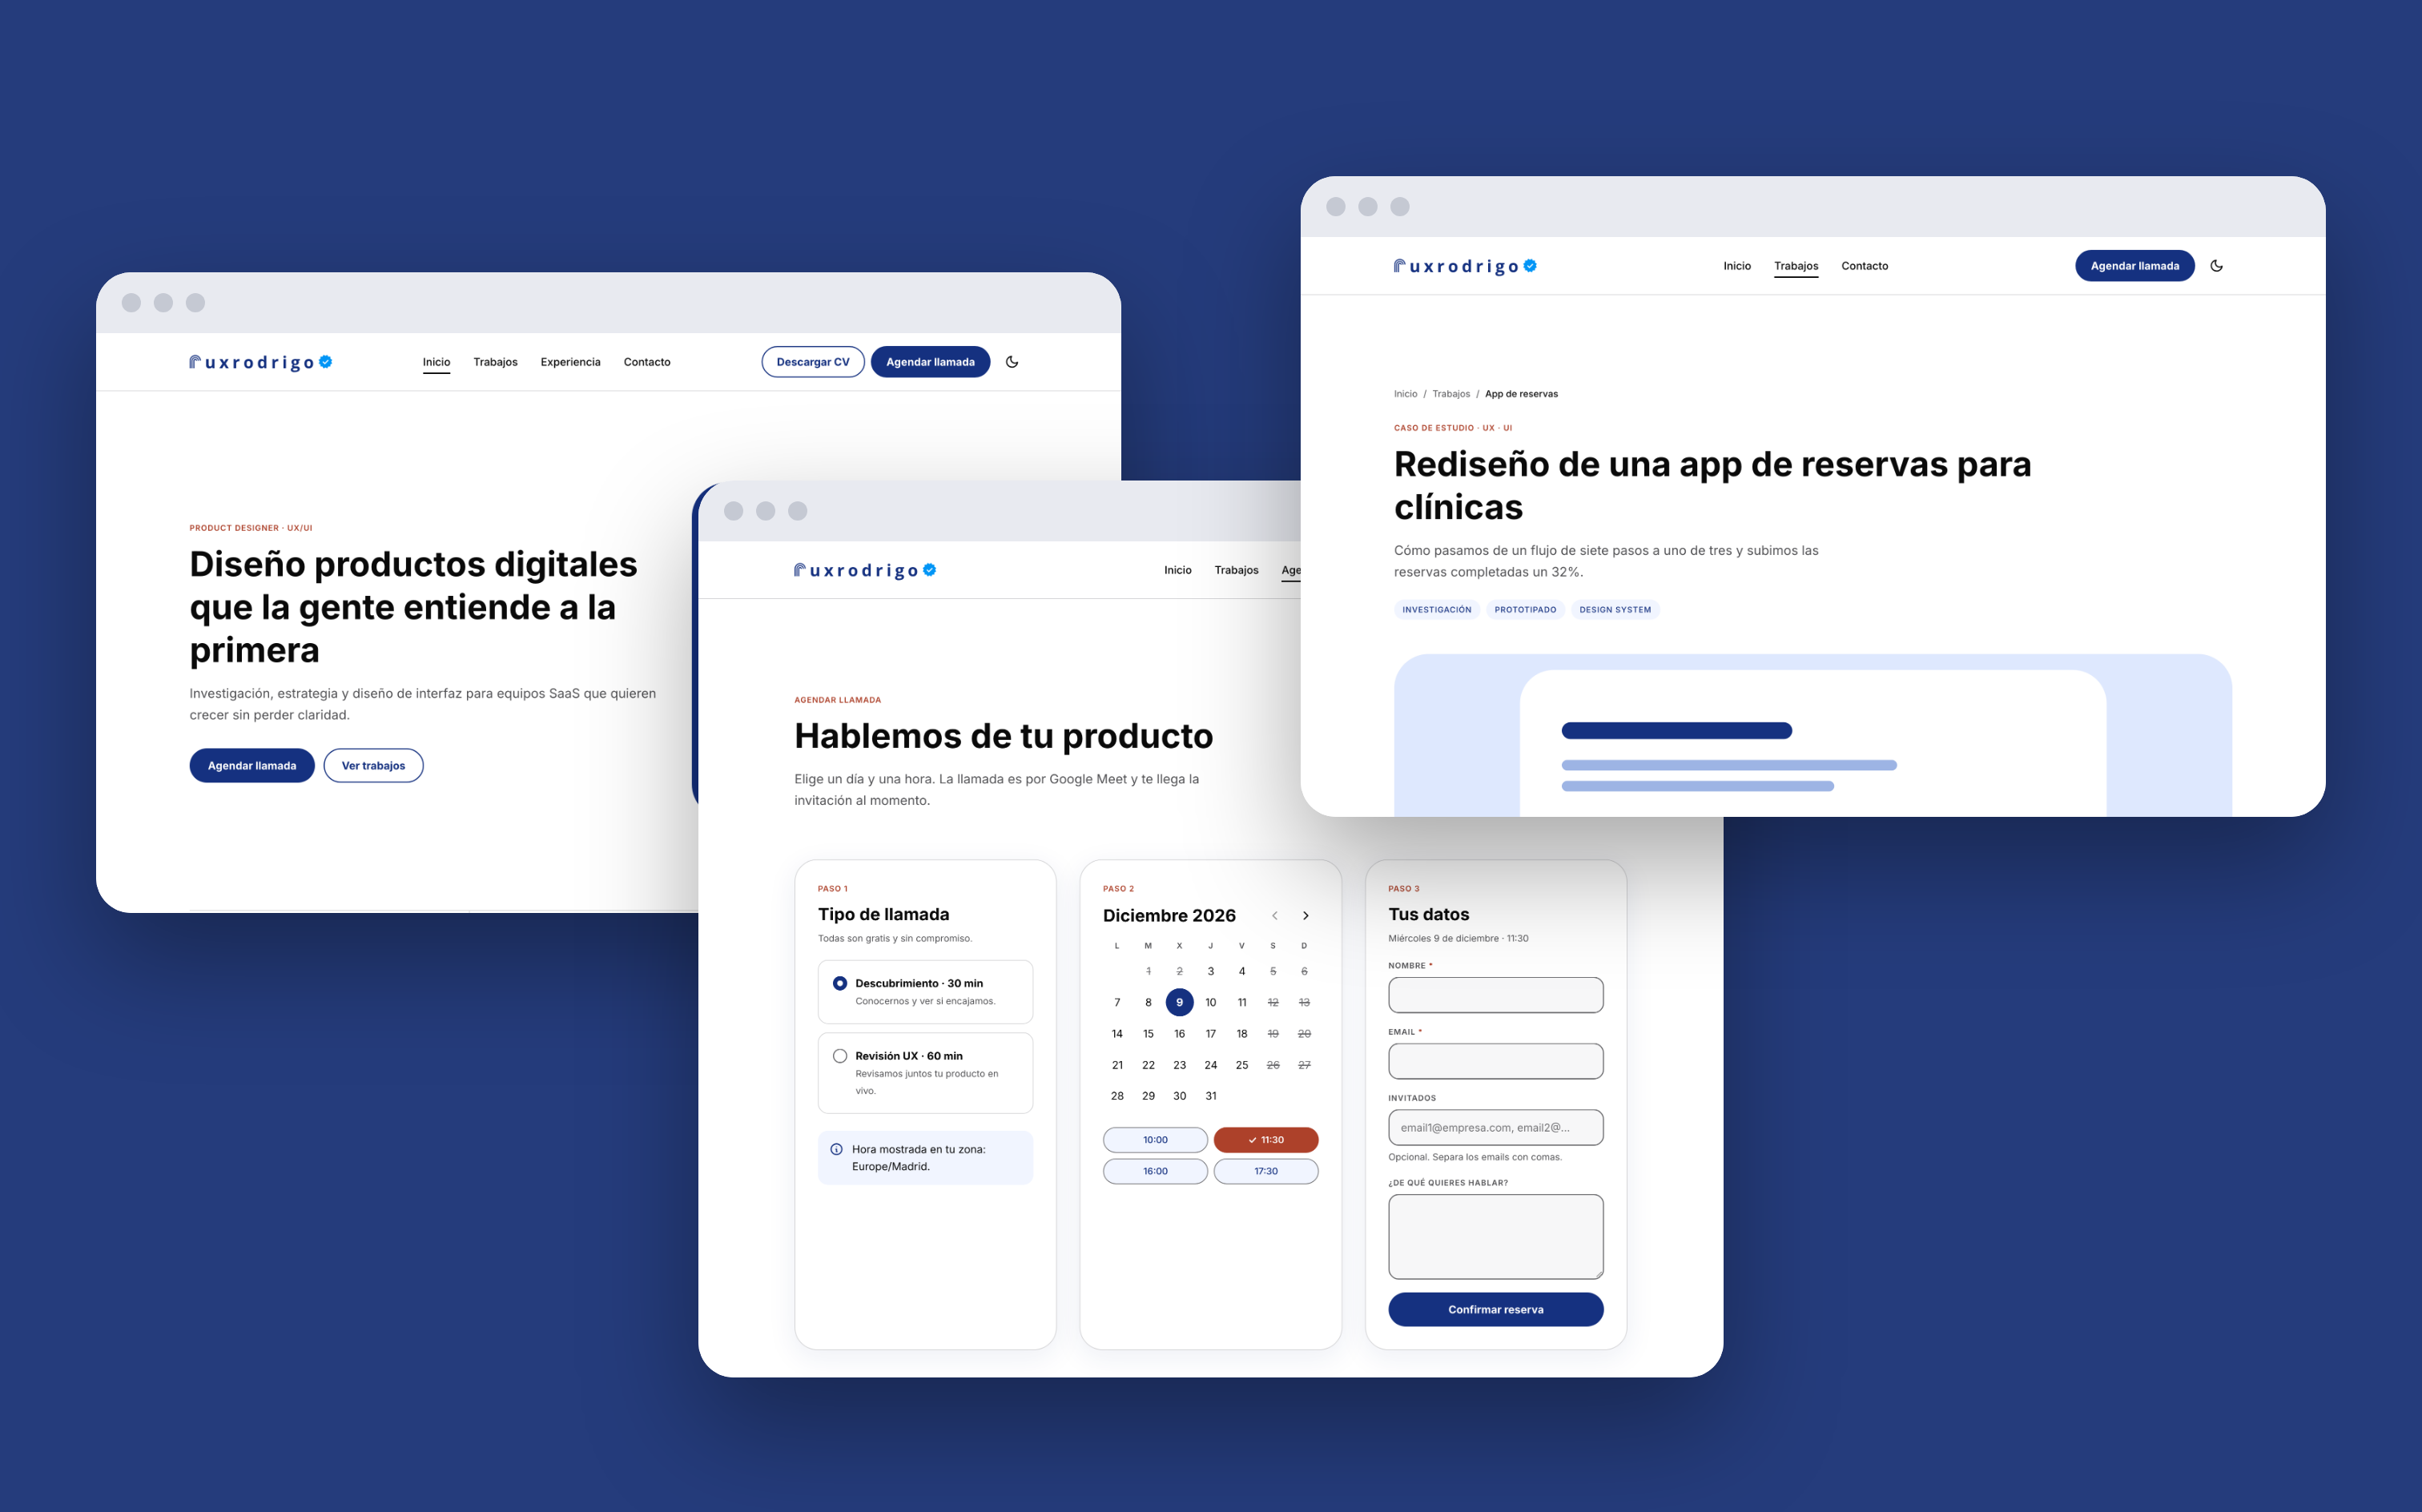 uxrodrigo
Inicio Trabajos Experiencia Contacto
Descargar CV Agendar llamada
PRODUCT DESIGNER · UX/UI
Diseño productos digitales
que la gente entiende a la
primera
Investigación, estrategia y diseño de interfaz para equipos SaaS que quieren
crecer sin perder claridad.
Agendar llamada Ver trabajos
uxrodrigo
Inicio Trabajos
AGENDAR LLAMADA
Hablemos de tu producto
Elige un día y una hora. La llamada es por Google Meet y te llega la
invitación al momento.
PASO 1
Tipo de llamada
Todas son gratis y sin compromiso.
Descubrimiento · 30 min
Conocernos y ver si encajamos.
Revisión UX · 60 min
Revisamos juntos tu producto en
vivo.
Hora mostrada en tu zona:
Europe/Madrid.
PASO 2
Diciembre 2026
L M X J V S D
1 2 3 4 5 6
7 8 9 10 11 12 13
14 15 16 17 18 19 20
21 22 23 24 25 26 27
28 29 30 31
10:00 11:30
16:00 17:30
PASO 3
Tus datos
Miércoles 9 de diciembre · 11:30
NOMBRE *
EMAIL *
INVITADOS
email1@empresa.com, email2@...
Opcional. Separa los emails con comas.
¿DE QUÉ QUIERES HABLAR?
Confirmar reserva
uxrodrigo
Inicio Trabajos Contacto
Agendar llamada
Inicio / Trabajos / App de reservas
CASO DE ESTUDIO · UX · UI
Rediseño de una app de reservas para
clínicas
Cómo pasamos de un flujo de siete pasos a uno de tres y subimos las
reservas completadas un 32%.
INVESTIGACIÓN PROTOTIPADO DESIGN SYSTEM